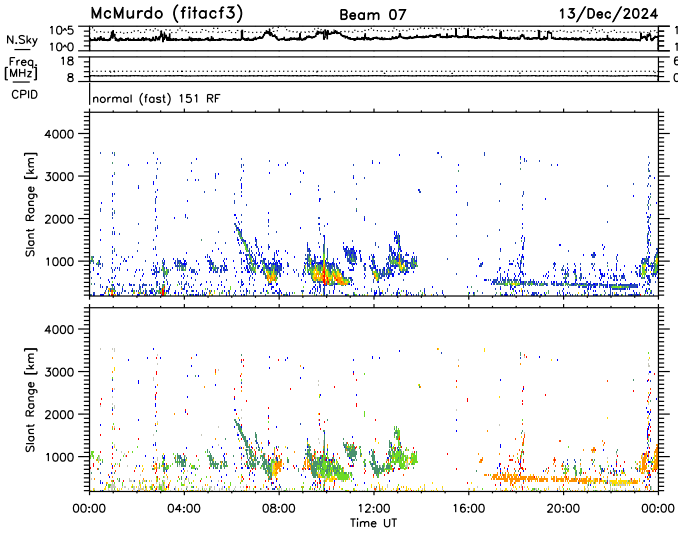 McMurdo (fitacf3) Beam 07 13/Dec/2024
N.Sky 10^5 10^0
Freq. [MHz] 18 8
CPID normal (fast) 151 RF
Slant Range [km]
4000
3000
2000
1000
Slant Range [km]
4000
3000
2000
1000
00:00 04:00 08:00 12:00 16:00 20:00 00:00
Time UT